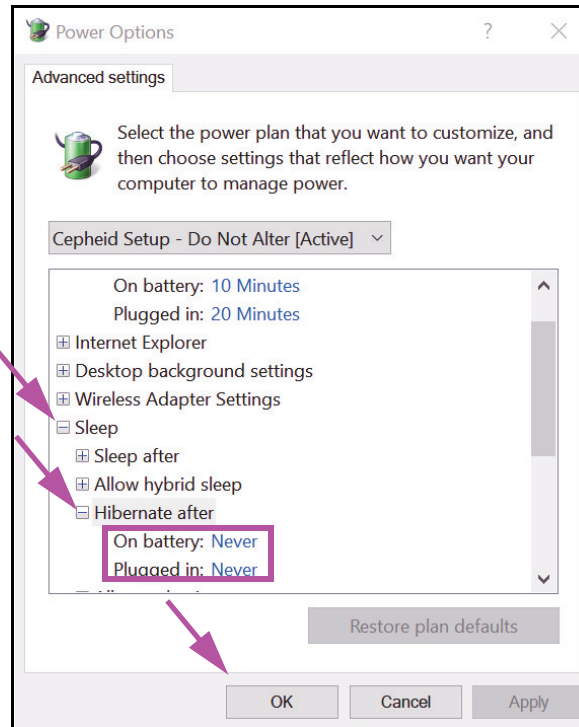 Power Options
?
Advanced settings
Select the power plan that you want to customize, and
then choose settings that reflect how you want your
computer to manage power.
Cepheid Setup - Do Not Alter [Active]
On battery: 10 Minutes
Plugged in: 20 Minutes
Internet Explorer
Desktop background settings
Wireless Adapter Settings
Sleep
Sleep after
Allow hybrid sleep
Hibernate after
On battery: Never
Plugged in: Never
Restore plan defaults
OK Cancel Apply